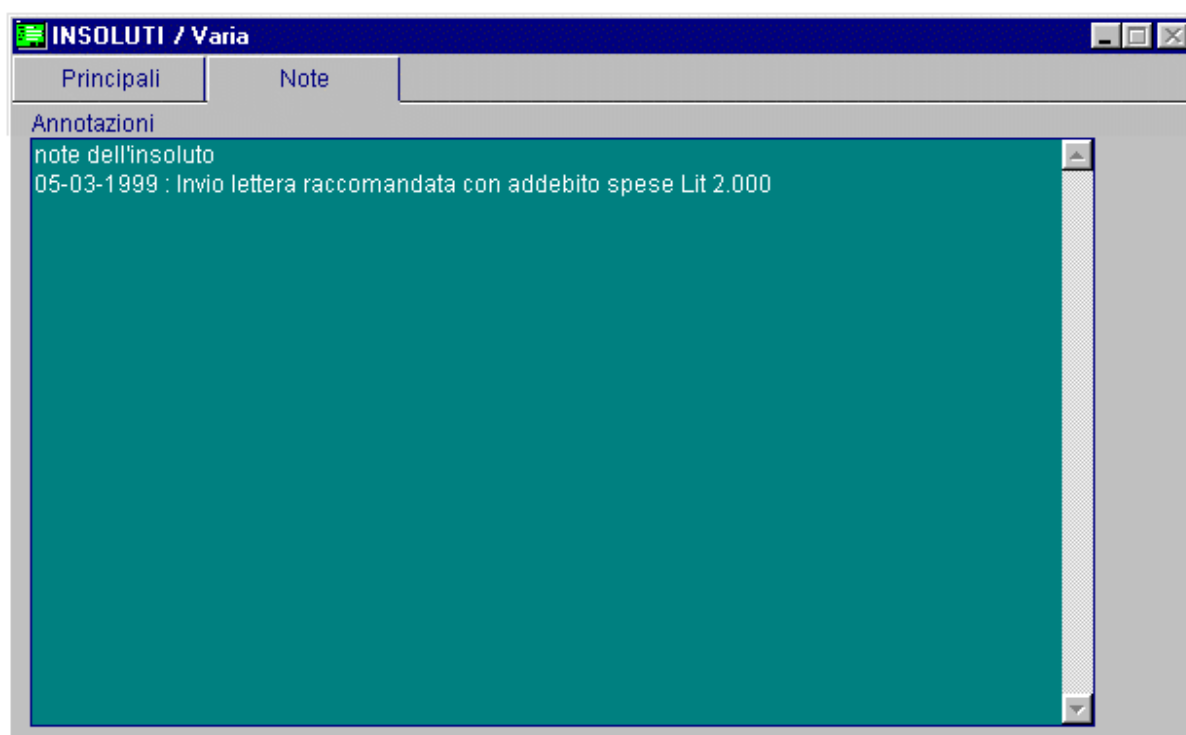 INSOLUTI / Varia
Principali Note
Annotazioni
note dell'insoluto
05-03-1999 : Invio lettera raccomandata con addebito spese Lit 2.000